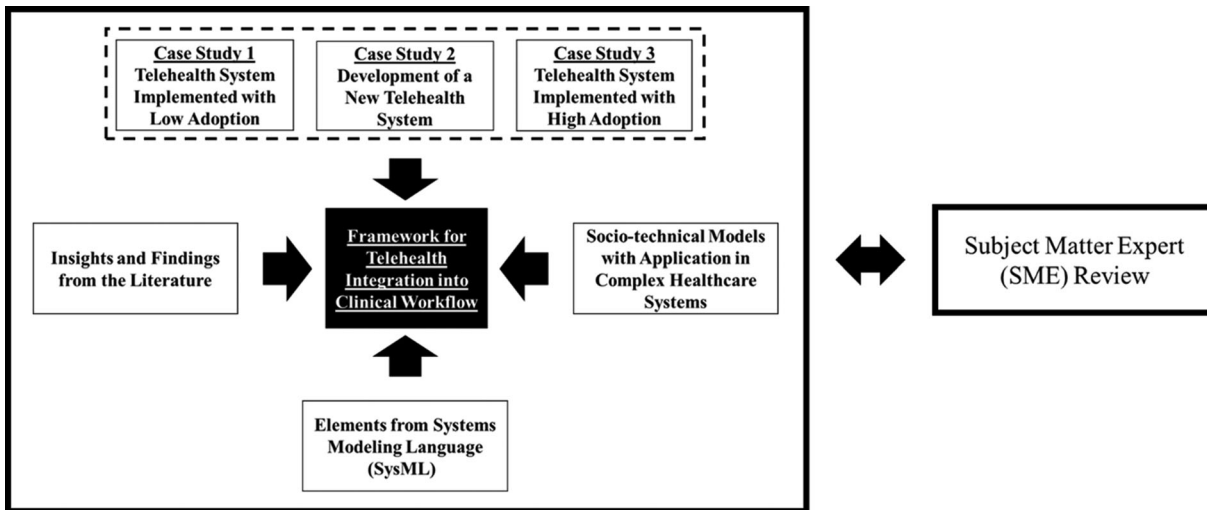 Case Study 1
Telehealth System
Implemented with
Low Adoption
Case Study 2
Development of a
New Telehealth
System
Case Study 3
Telehealth System
Implemented with
High Adoption
Insights and Findings
from the Literature
Framework for
Telehealth
Integration into
Clinical Workflow
Socio-technical Models
with Application in
Complex Healthcare
Systems
Subject Matter Expert
(SME) Review
Elements from Systems
Modeling Language
(SysML)